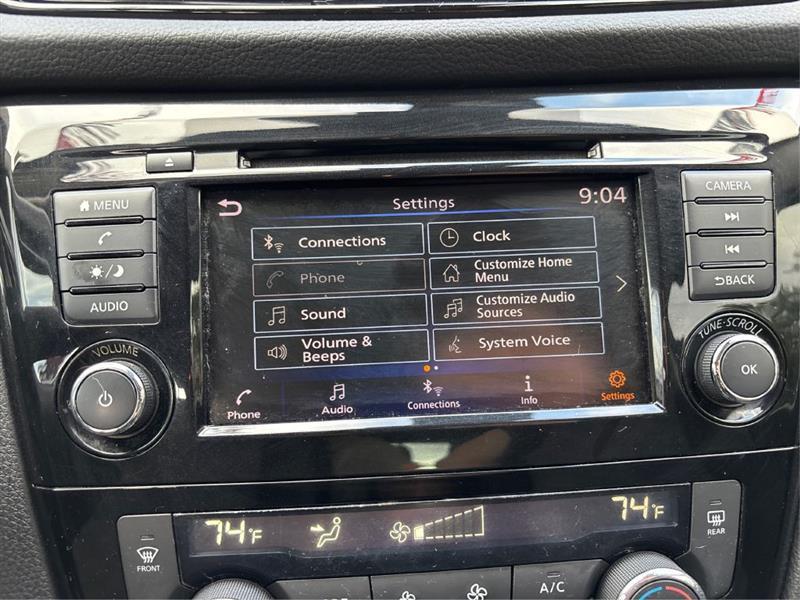 Settings
9:04
MENU
CAMERA
Connections
Clock
Phone
Customize Home
Menu
Sound
Customize Audio
Sources
BACK
AUDIO
Volume &
Beeps
System Voice
VOLUME
TUNE·SCROLL
OK
Phone
Audio
Connections
Info
Settings
74°F
74°F
FRONT
REAR
A/C